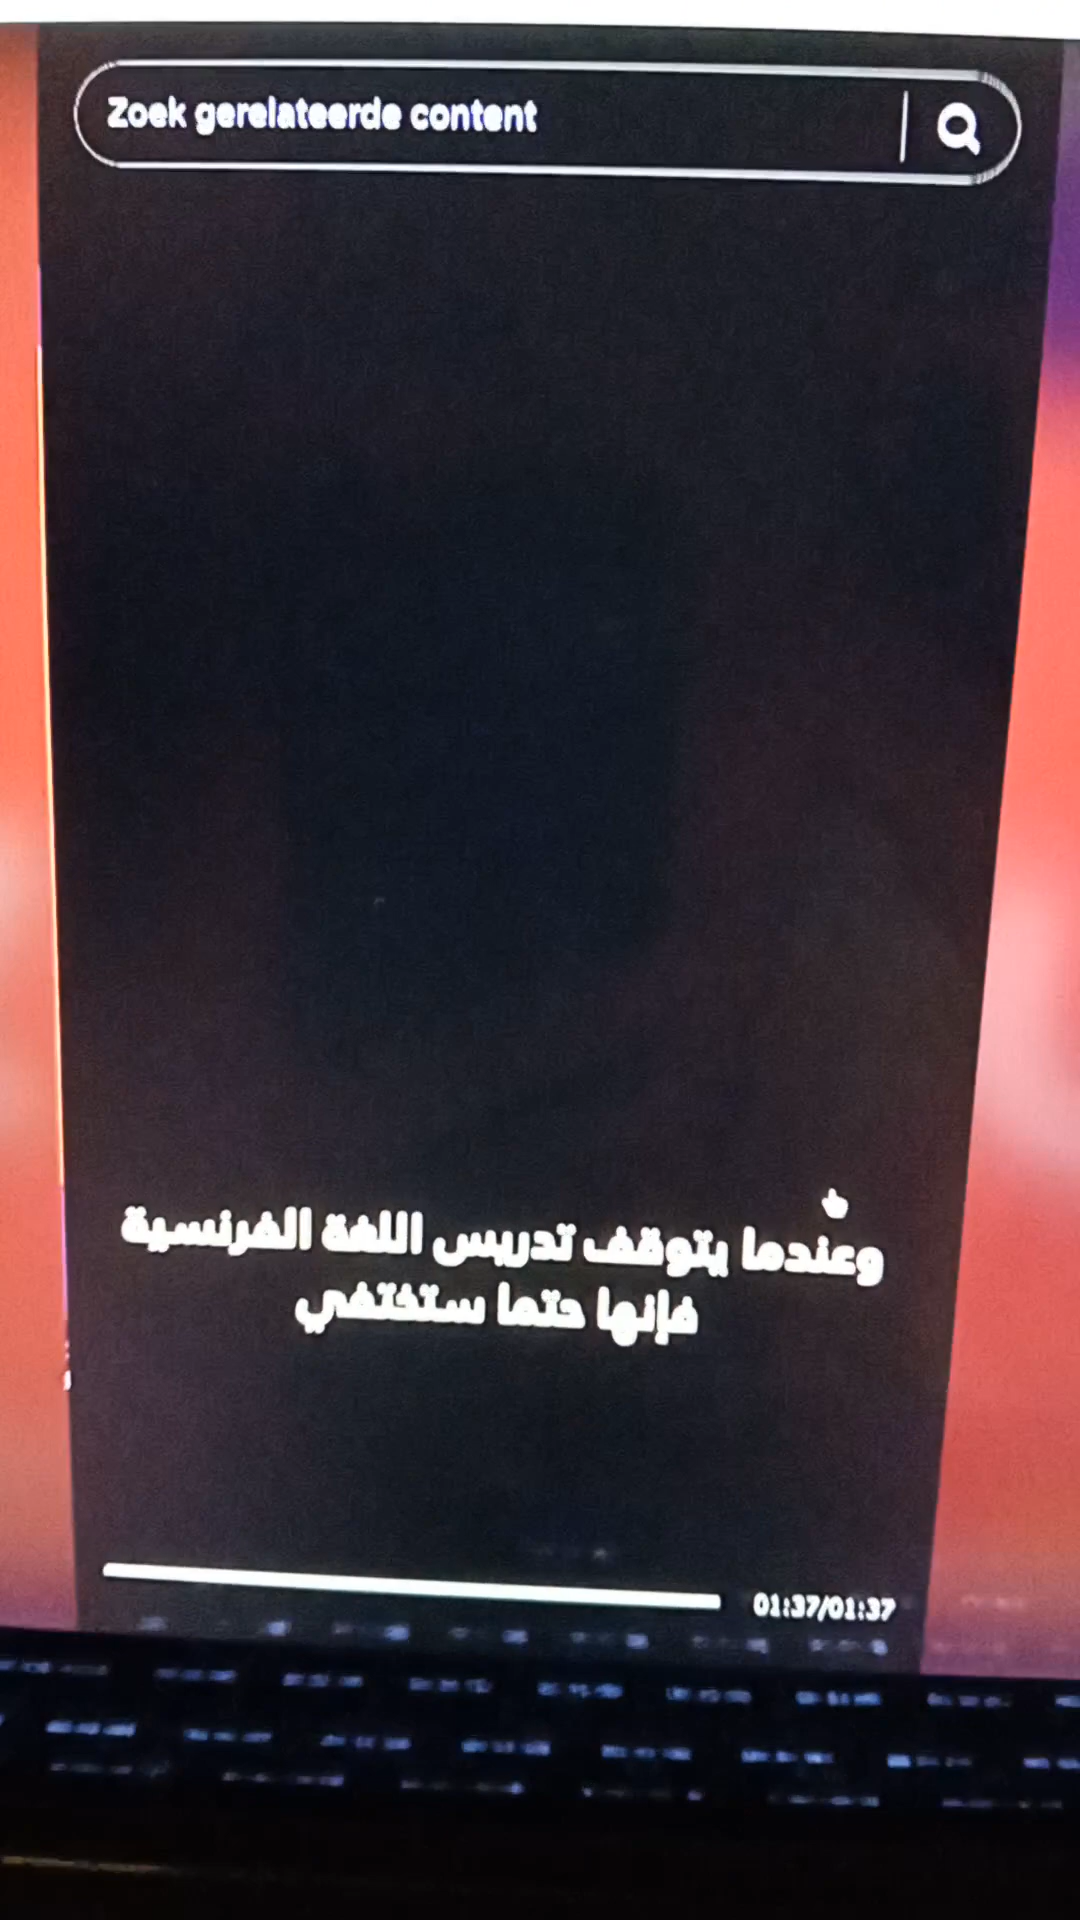 Zoek gerelateerde content
وعندما يتوقف تدريس اللغة الفرنسية
فإنها حتما ستختفي
01:37/01:37